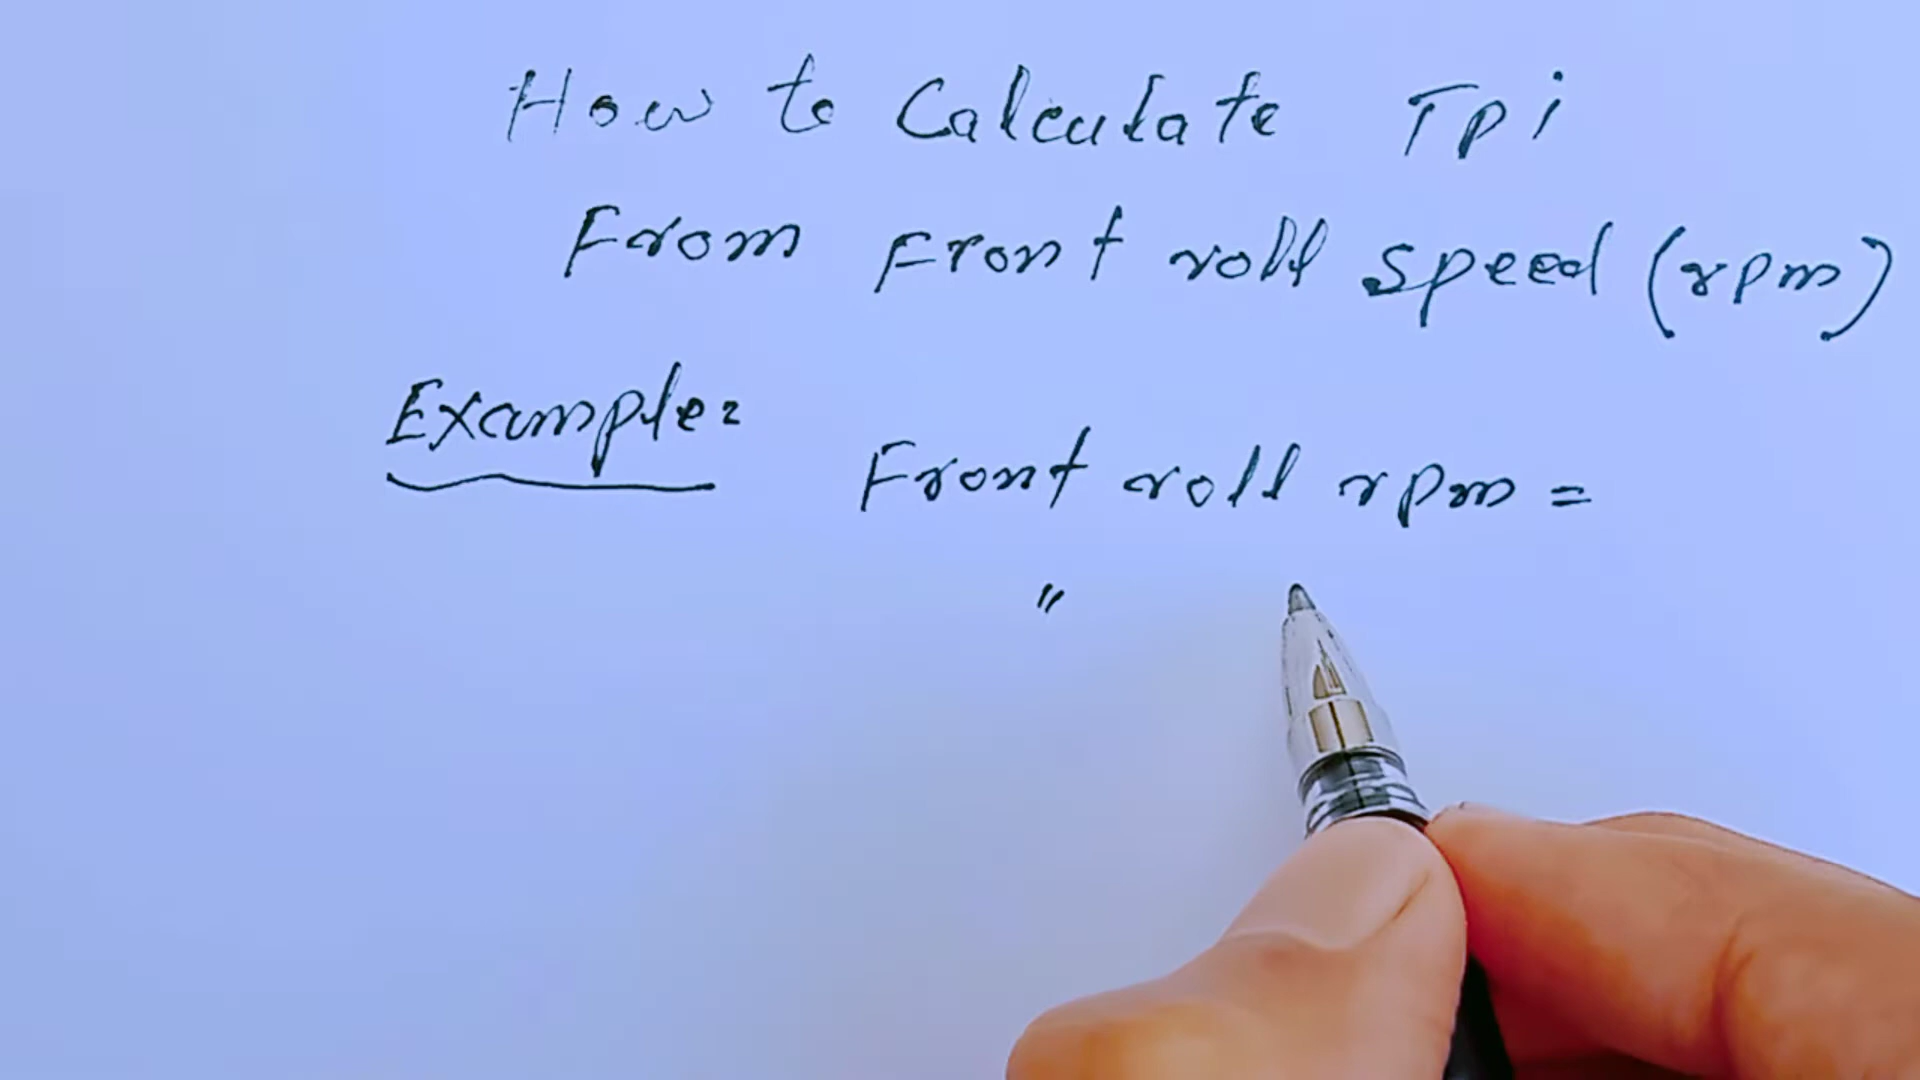 How to Calculate Tpi
From Front roll speed (rpm)
Example:
Front roll rpm =
"